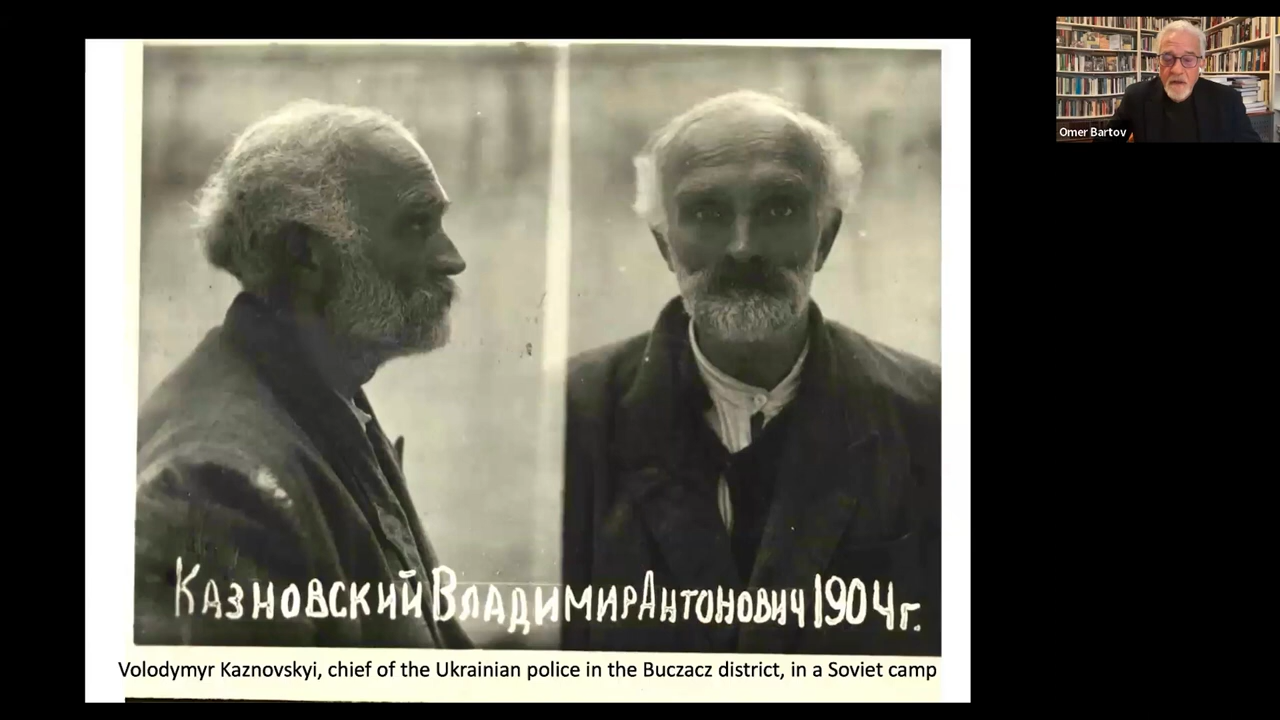 Казновский Владимир Антонович 1904 г.
Volodymyr Kaznovskyi, chief of the Ukrainian police in the Buczacz district, in a Soviet camp
Omer Bartov